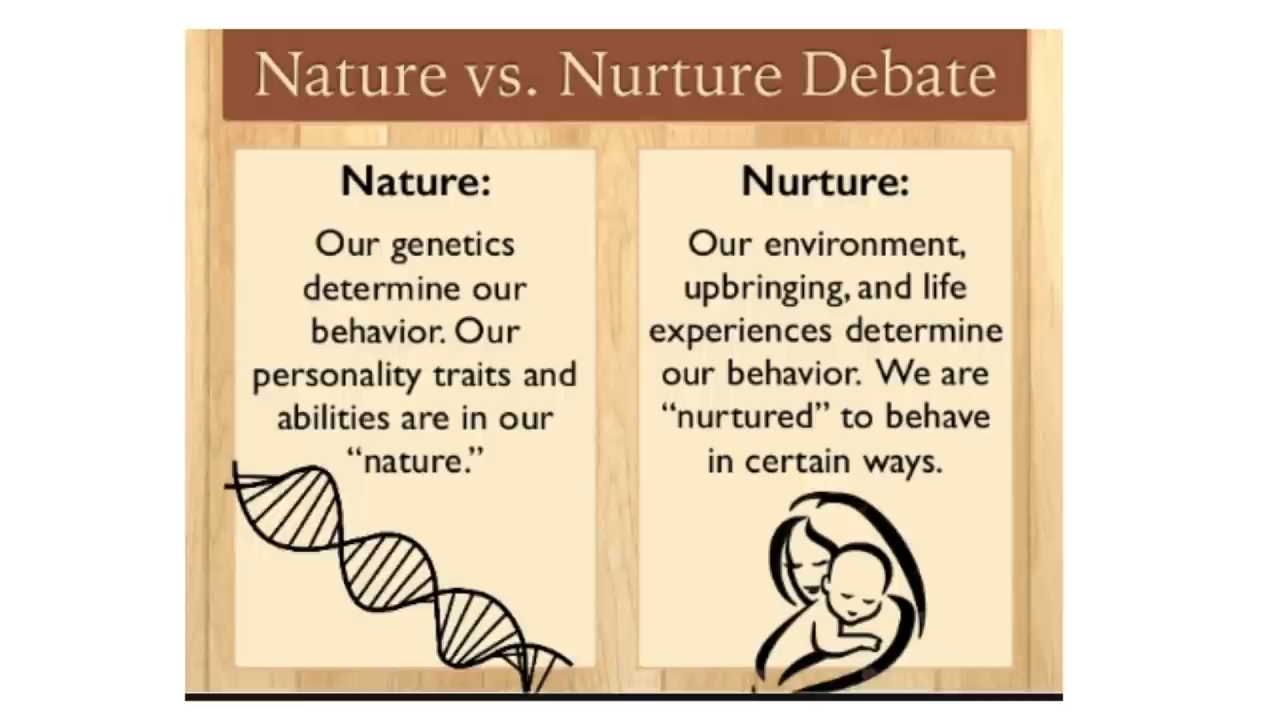 Nature vs. Nurture Debate
Nature:
Our genetics
determine our
behavior. Our
personality traits and
abilities are in our
“nature.”
Nurture:
Our environment,
upbringing, and life
experiences determine
our behavior. We are
“nurtured” to behave
in certain ways.